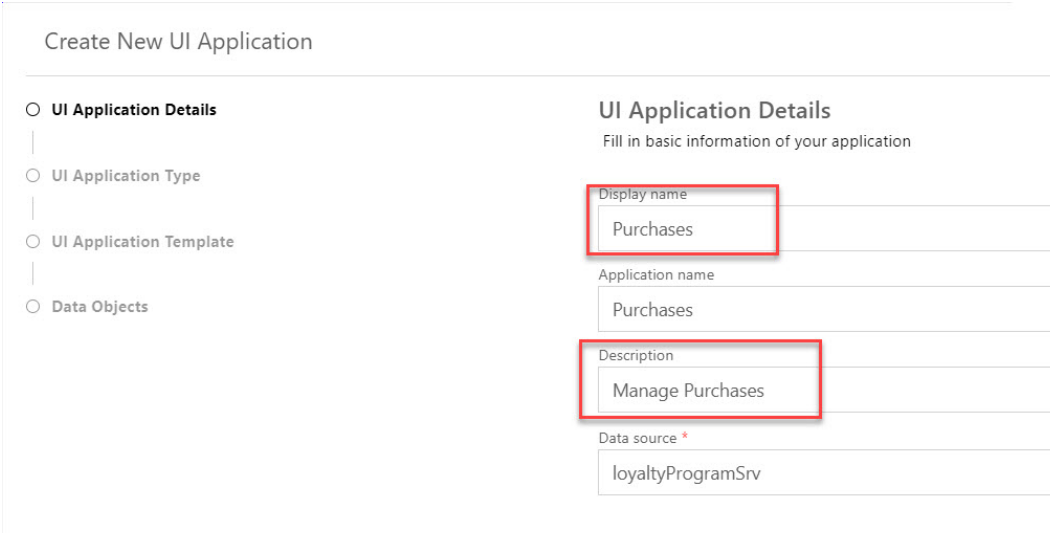 Create New UI Application
UI Application Details
UI Application Type
UI Application Template
Data Objects
UI Application Details
Fill in basic information of your application
Display name
Purchases
Application name
Purchases
Description
Manage Purchases
Data source *
loyaltyProgramSrv